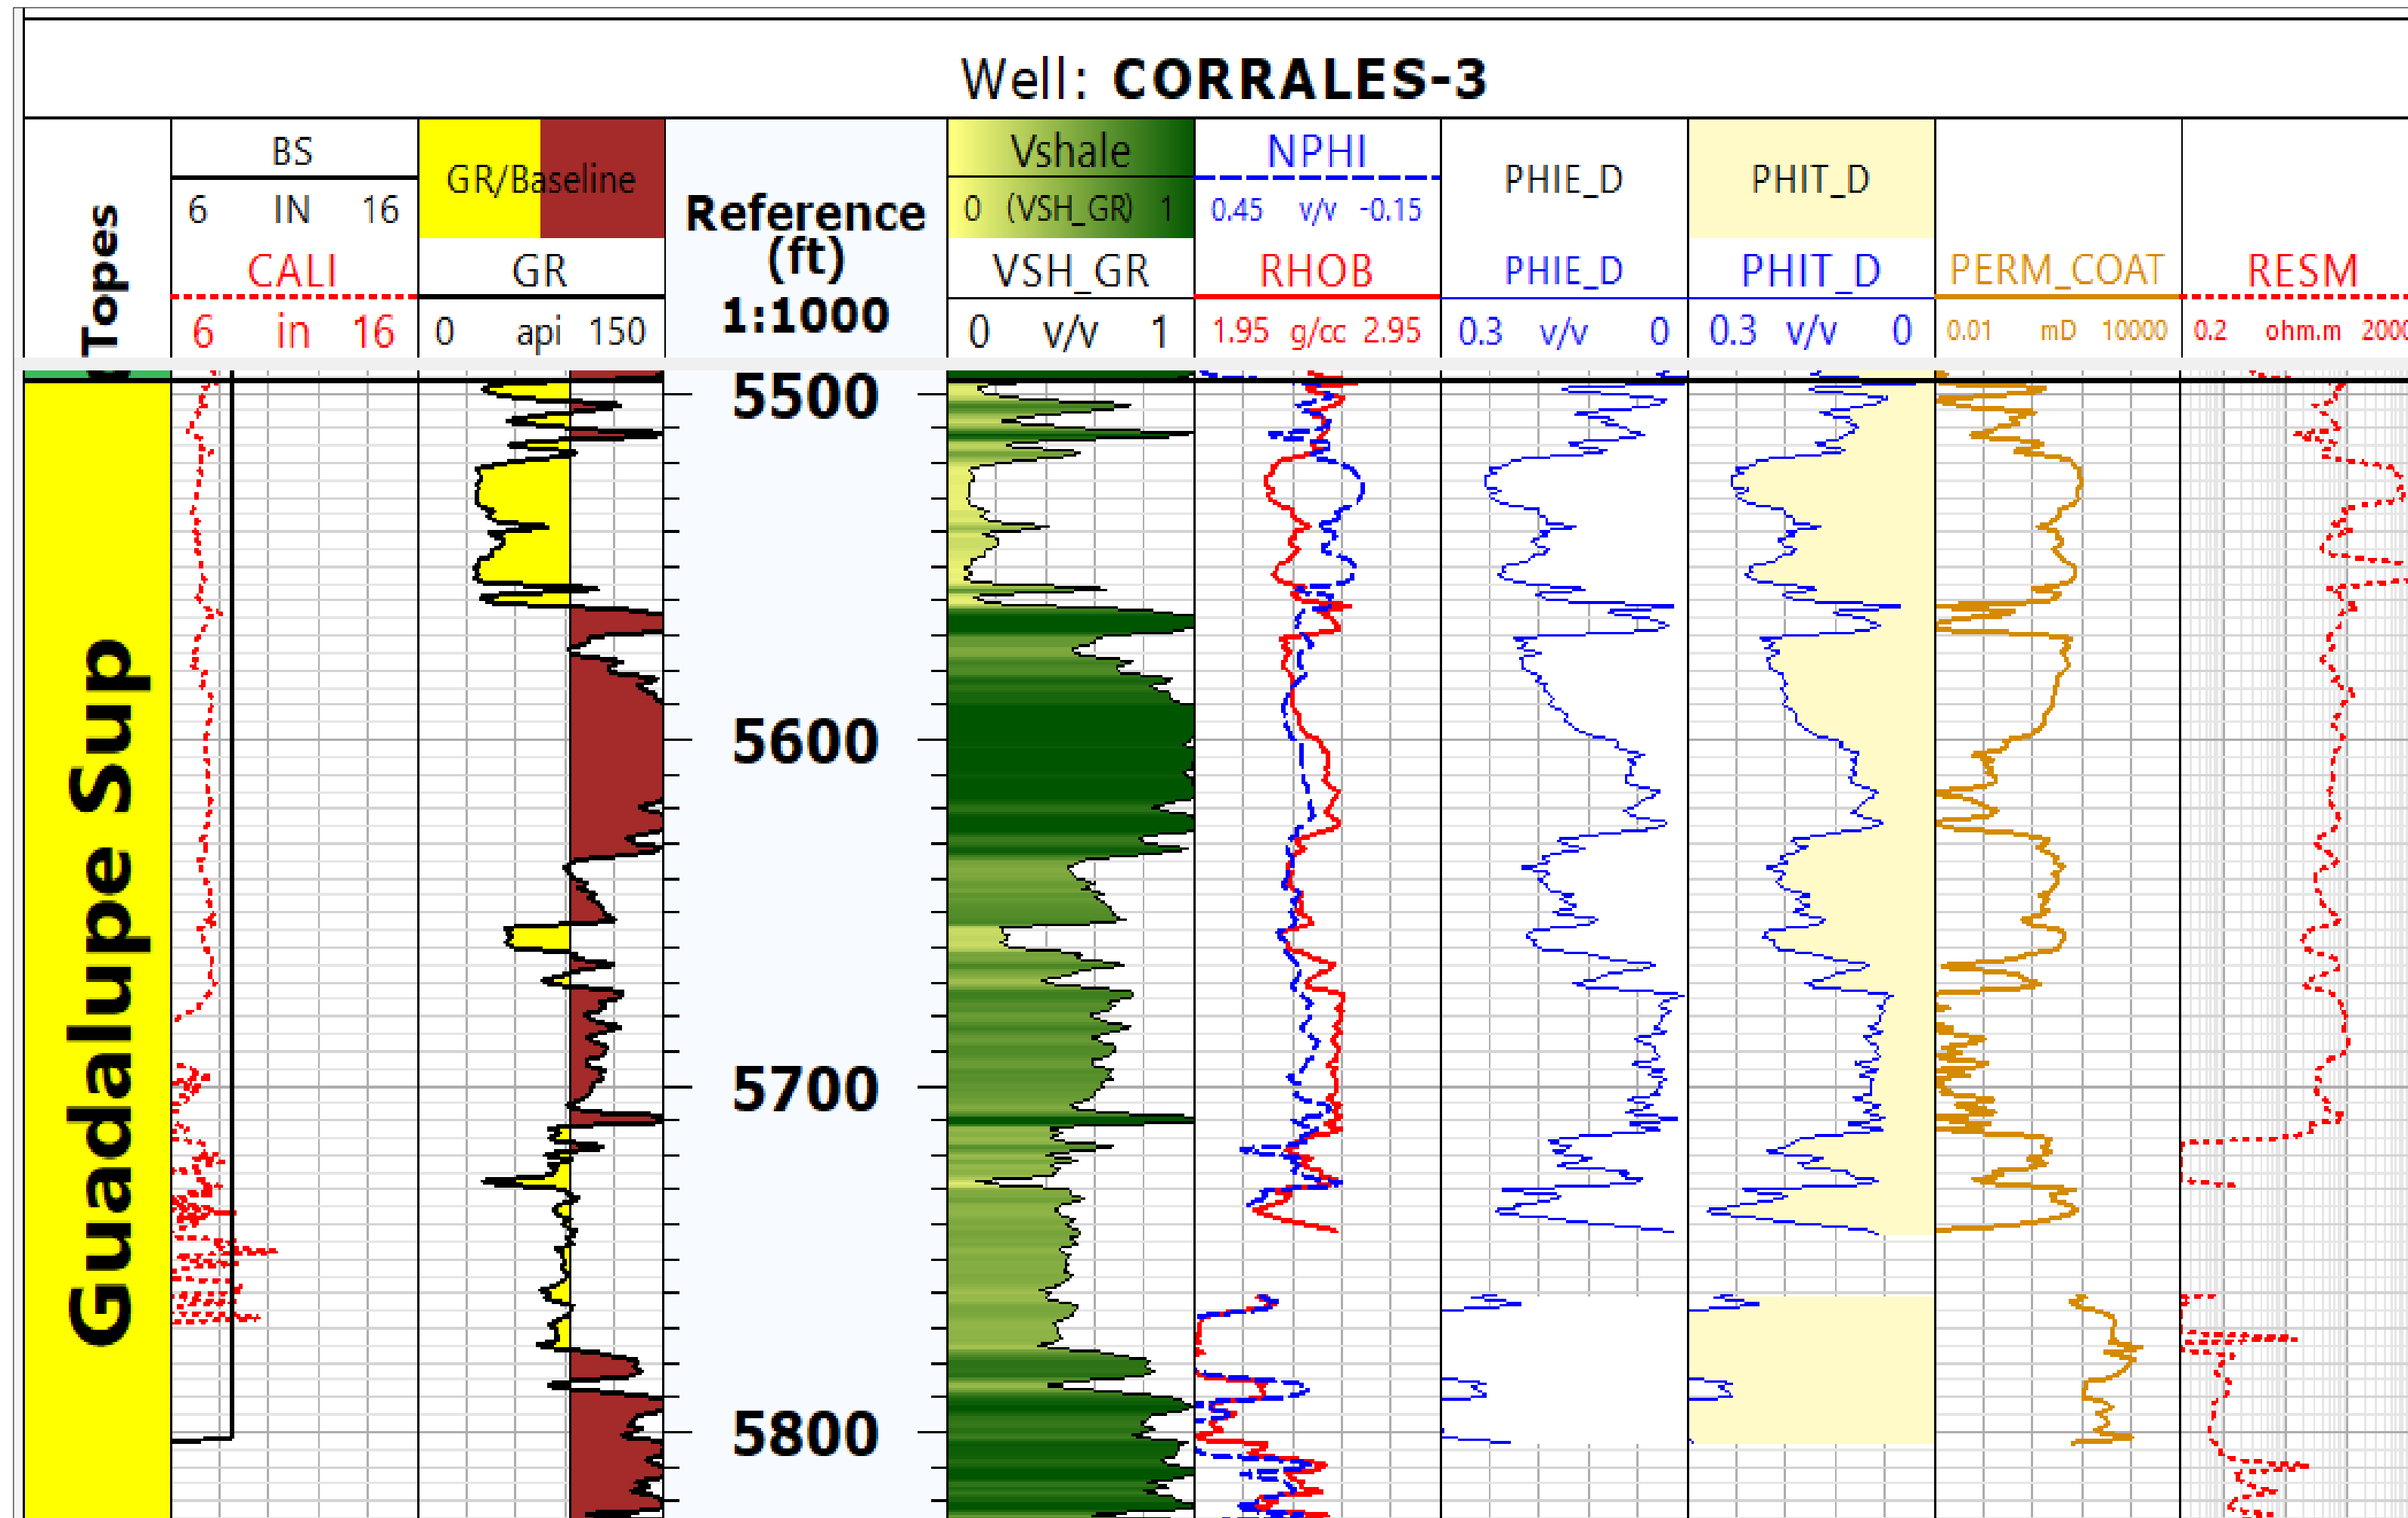 Well: CORRALES-3
Topes
BS
6 IN 16
CALI
6 in 16
GR/Baseline
GR
0 api 150
Reference
(ft)
1:1000
Vshale
0 (VSH_GR) 1
VSH_GR
0 v/v 1
NPHI
0.45 v/v -0.15
RHOB
1.95 g/cc 2.95
PHIE_D
PHIE_D
0.3 v/v 0
PHIT_D
PHIT_D
0.3 v/v 0
PERM_COAT
0.01 mD 10000
RESM
0.2 ohm.m 2000
Guadalupe Sup
5500
5600
5700
5800